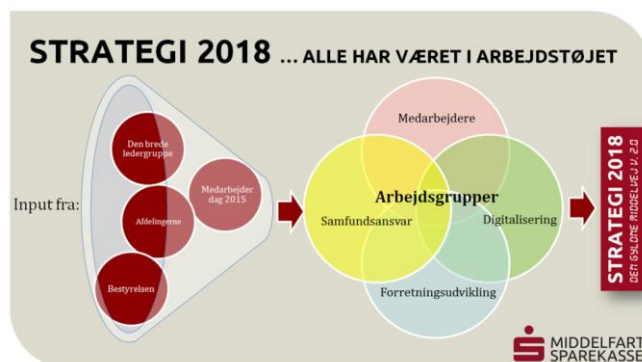 STRATEGI 2018 ... ALLE HAR VÆRET I ARBEJDSTØJET
Input fra:
Den brede
ledergruppe
Medarbejder
dag 2015
Afdelingerne
Bestyrelsen
Medarbejdere
Arbejdsgrupper
Samfundsansvar
Digitalisering
Forretningsudvikling
STRATEGI 2018
DEN GYLDNE MIDDELVEJ V. 2.0
MIDDELFART
SPAREKASSE